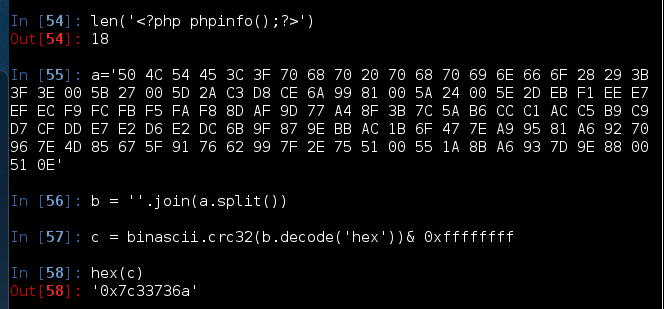 In [54]: len('<?php phpinfo();?>')
Out[54]: 18
In [55]: a='50 4C 54 45 3C 3F 70 68 70 20 70 68 70 69 6E 66 6F 28 29 3B
3F 3E 00 5B 27 00 5D 2A C3 D8 CE 6A 99 81 00 5A 24 00 5E 2D EB F1 EE E7
EF EC F9 FC FB F5 FA F8 8D AF 9D 77 A4 8F 3B 7C 5A B6 CC C1 AC C5 B9 C9
D7 CF DD E7 E2 D6 E2 DC 6B 9F 87 9E BB AC 1B 6F 47 7E A9 95 81 A6 92 70
96 7E 4D 85 67 5F 91 76 62 99 7F 2E 75 51 00 55 1A 8B A6 93 7D 9E 88 00
51 0E'
In [56]: b = ''.join(a.split())
In [57]: c = binascii.crc32(b.decode('hex'))& 0xffffffff
In [58]: hex(c)
Out[58]: '0x7c33736a'